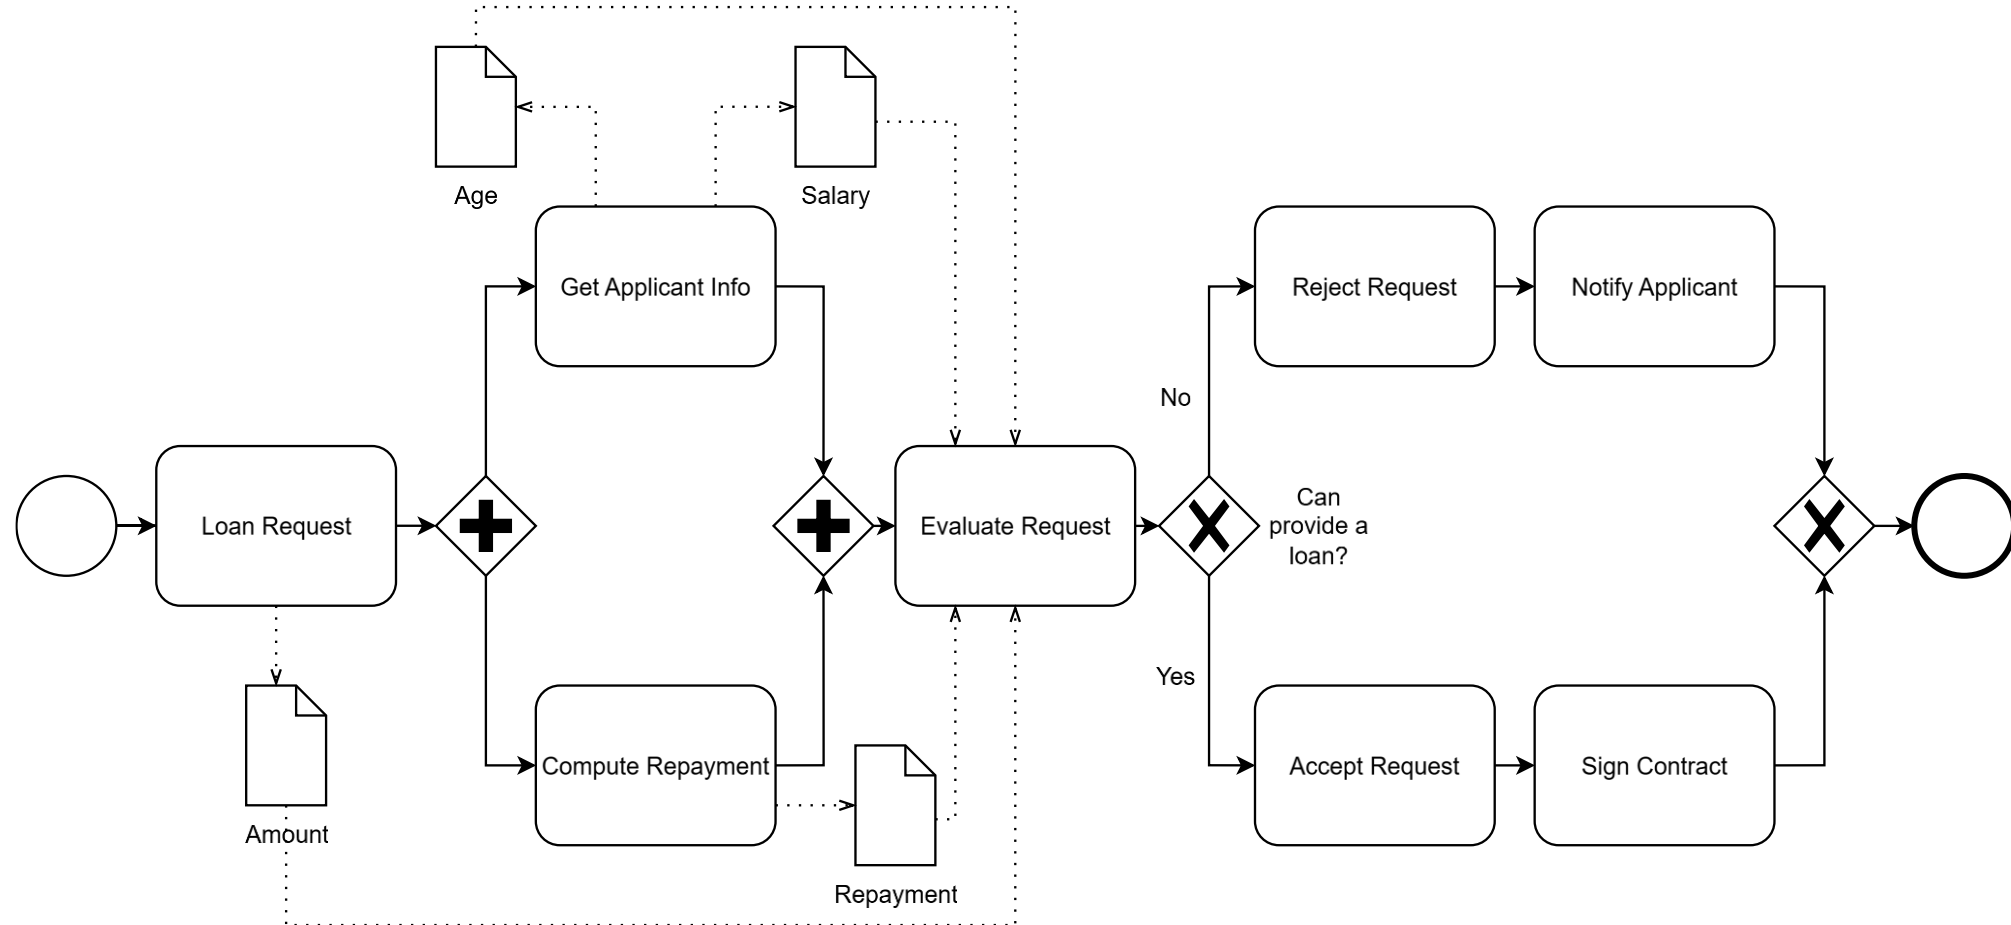 Age
Salary
Get Applicant Info
Reject Request
Notify Applicant
No
Loan Request
Evaluate Request
Can
provide a
loan?
Yes
Compute Repayment
Accept Request
Sign Contract
Amount
Repayment